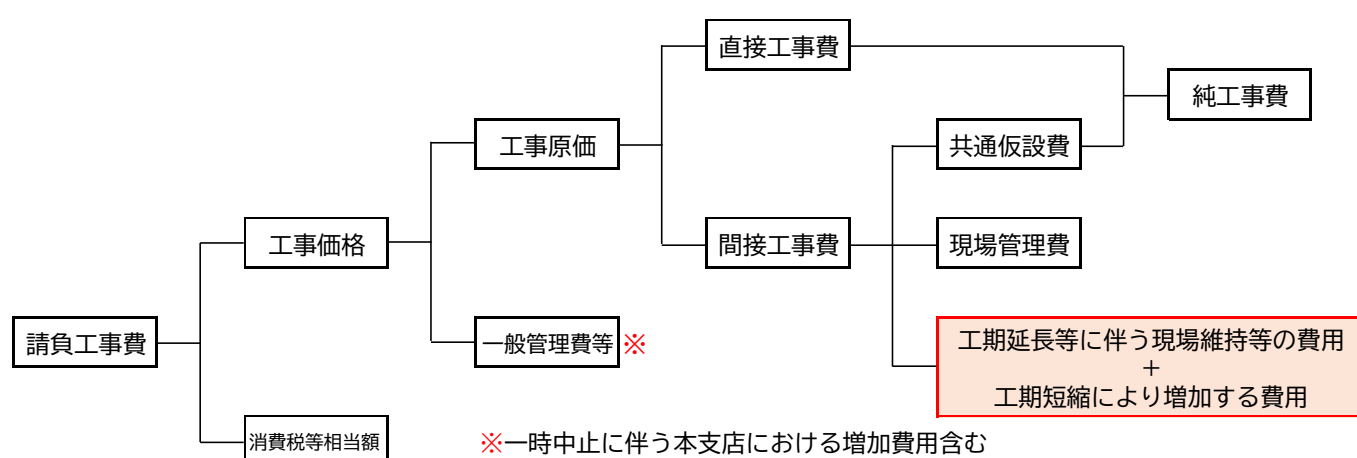 直接工事費
純工事費
工事原価
共通仮設費
工事価格
間接工事費
現場管理費
請負工事費
一般管理費等※
工期延長等に伴う現場維持等の費用
+
工期短縮により増加する費用
消費税等相当額
※一時中止に伴う本支店における増加費用含む